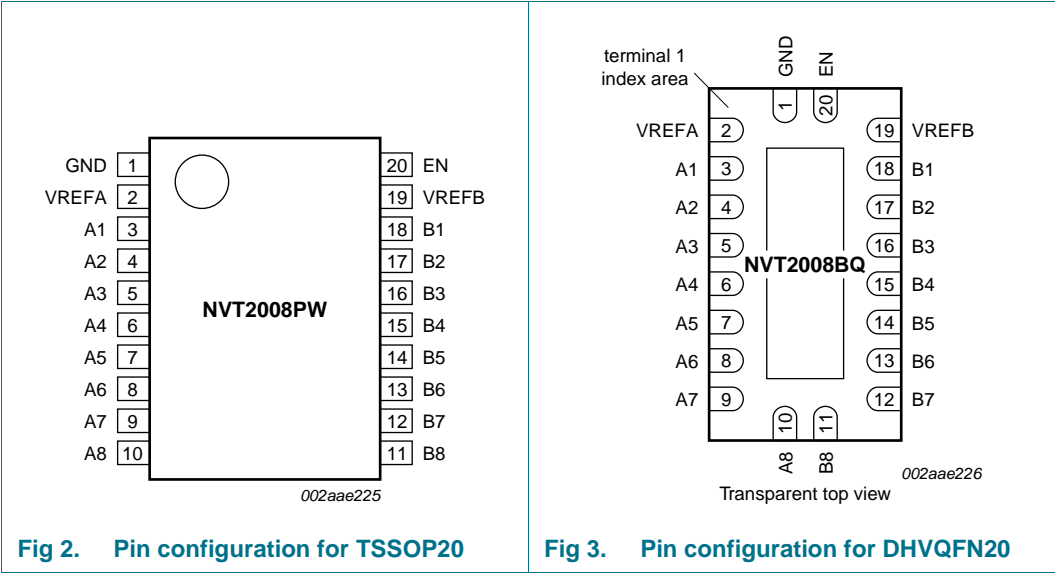 GND 1 20 EN
VREFA 2 19 VREFB
A1 3 18 B1
A2 4 17 B2
A3 5 16 B3
NVT2008PW
A4 6 15 B4
A5 7 14 B5
A6 8 13 B6
A7 9 12 B7
A8 10 11 B8
002aae225
Fig 2. Pin configuration for TSSOP20
terminal 1
index area
GND EN
1 20
VREFA 2 19 VREFB
A1 3 18 B1
A2 4 17 B2
A3 5 16 B3
NVT2008BQ
A4 6 15 B4
A5 7 14 B5
A6 8 13 B6
A7 9 12 B7
10 11
A8 B8
002aae226
Transparent top view
Fig 3. Pin configuration for DHVQFN20